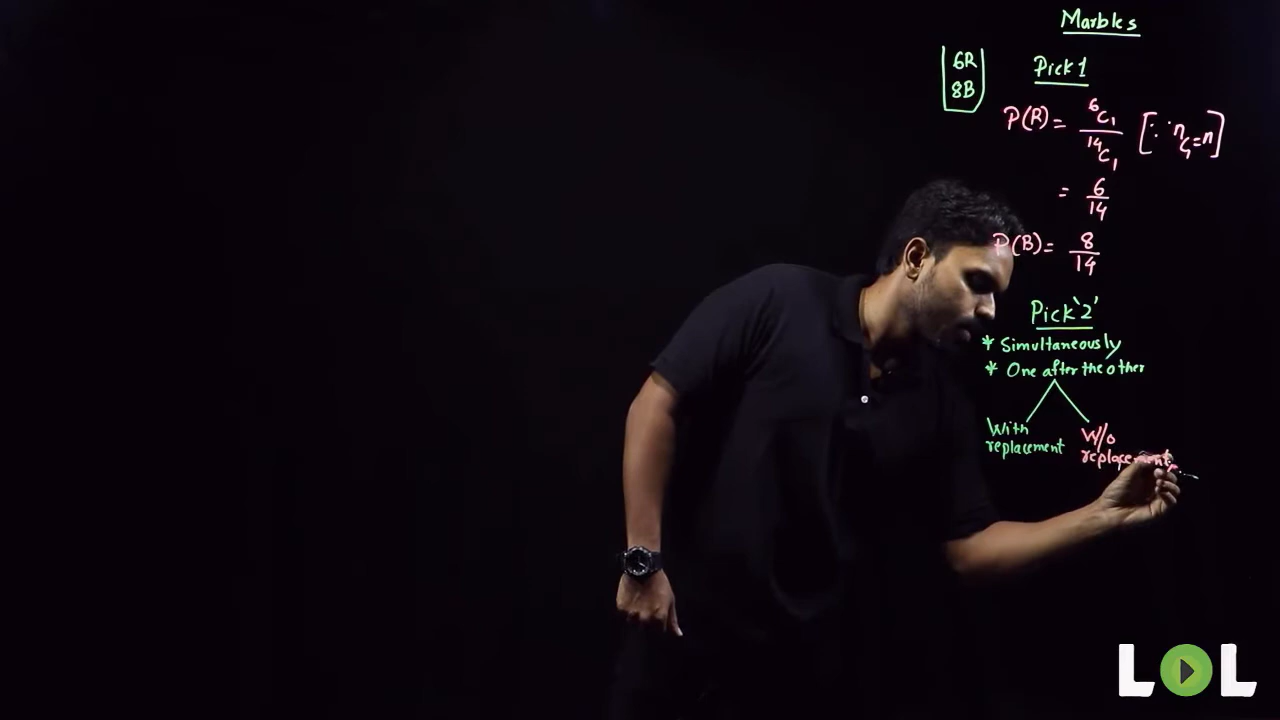 Marbles
6R
8B
Pick 1
P(R) = ⁶C₁ / ¹⁴C₁ [∵ ⁿC₁ = n]
= 6/14
P(B) = 8/14
Pick '2'
* Simultaneously
* One after the other
With
replacement
W/o
replacement
LOL